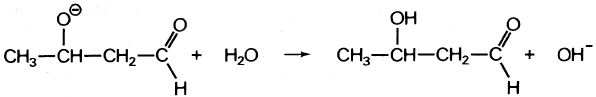 O⊖ O OH O
CH₃—CH—CH₂—C + H₂O → CH₃—CH—CH₂—C + OH⁻
H H